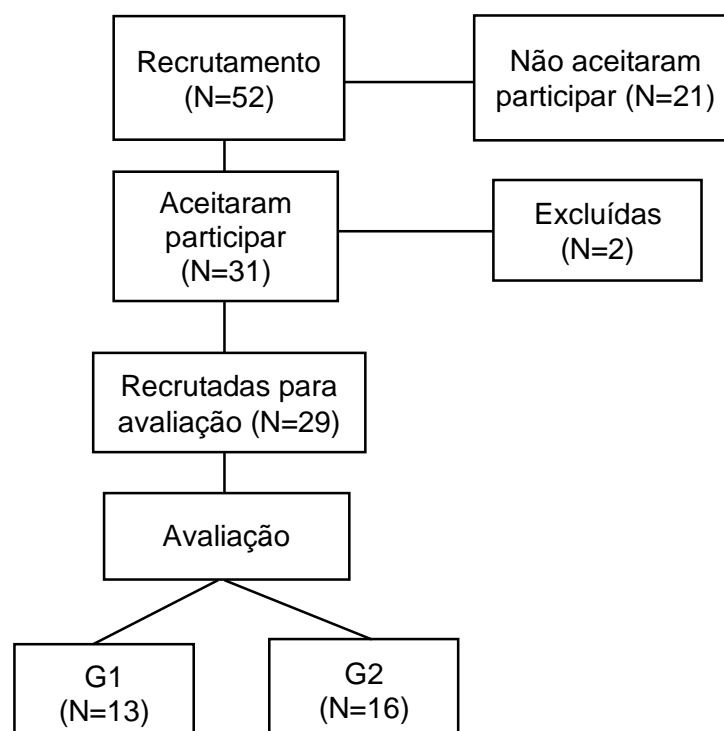 Recrutamento
(N=52)
Não aceitaram
participar (N=21)
Aceitaram
participar
(N=31)
Excluídas
(N=2)
Recrutadas para
avaliação (N=29)
Avaliação
G1
(N=13)
G2
(N=16)